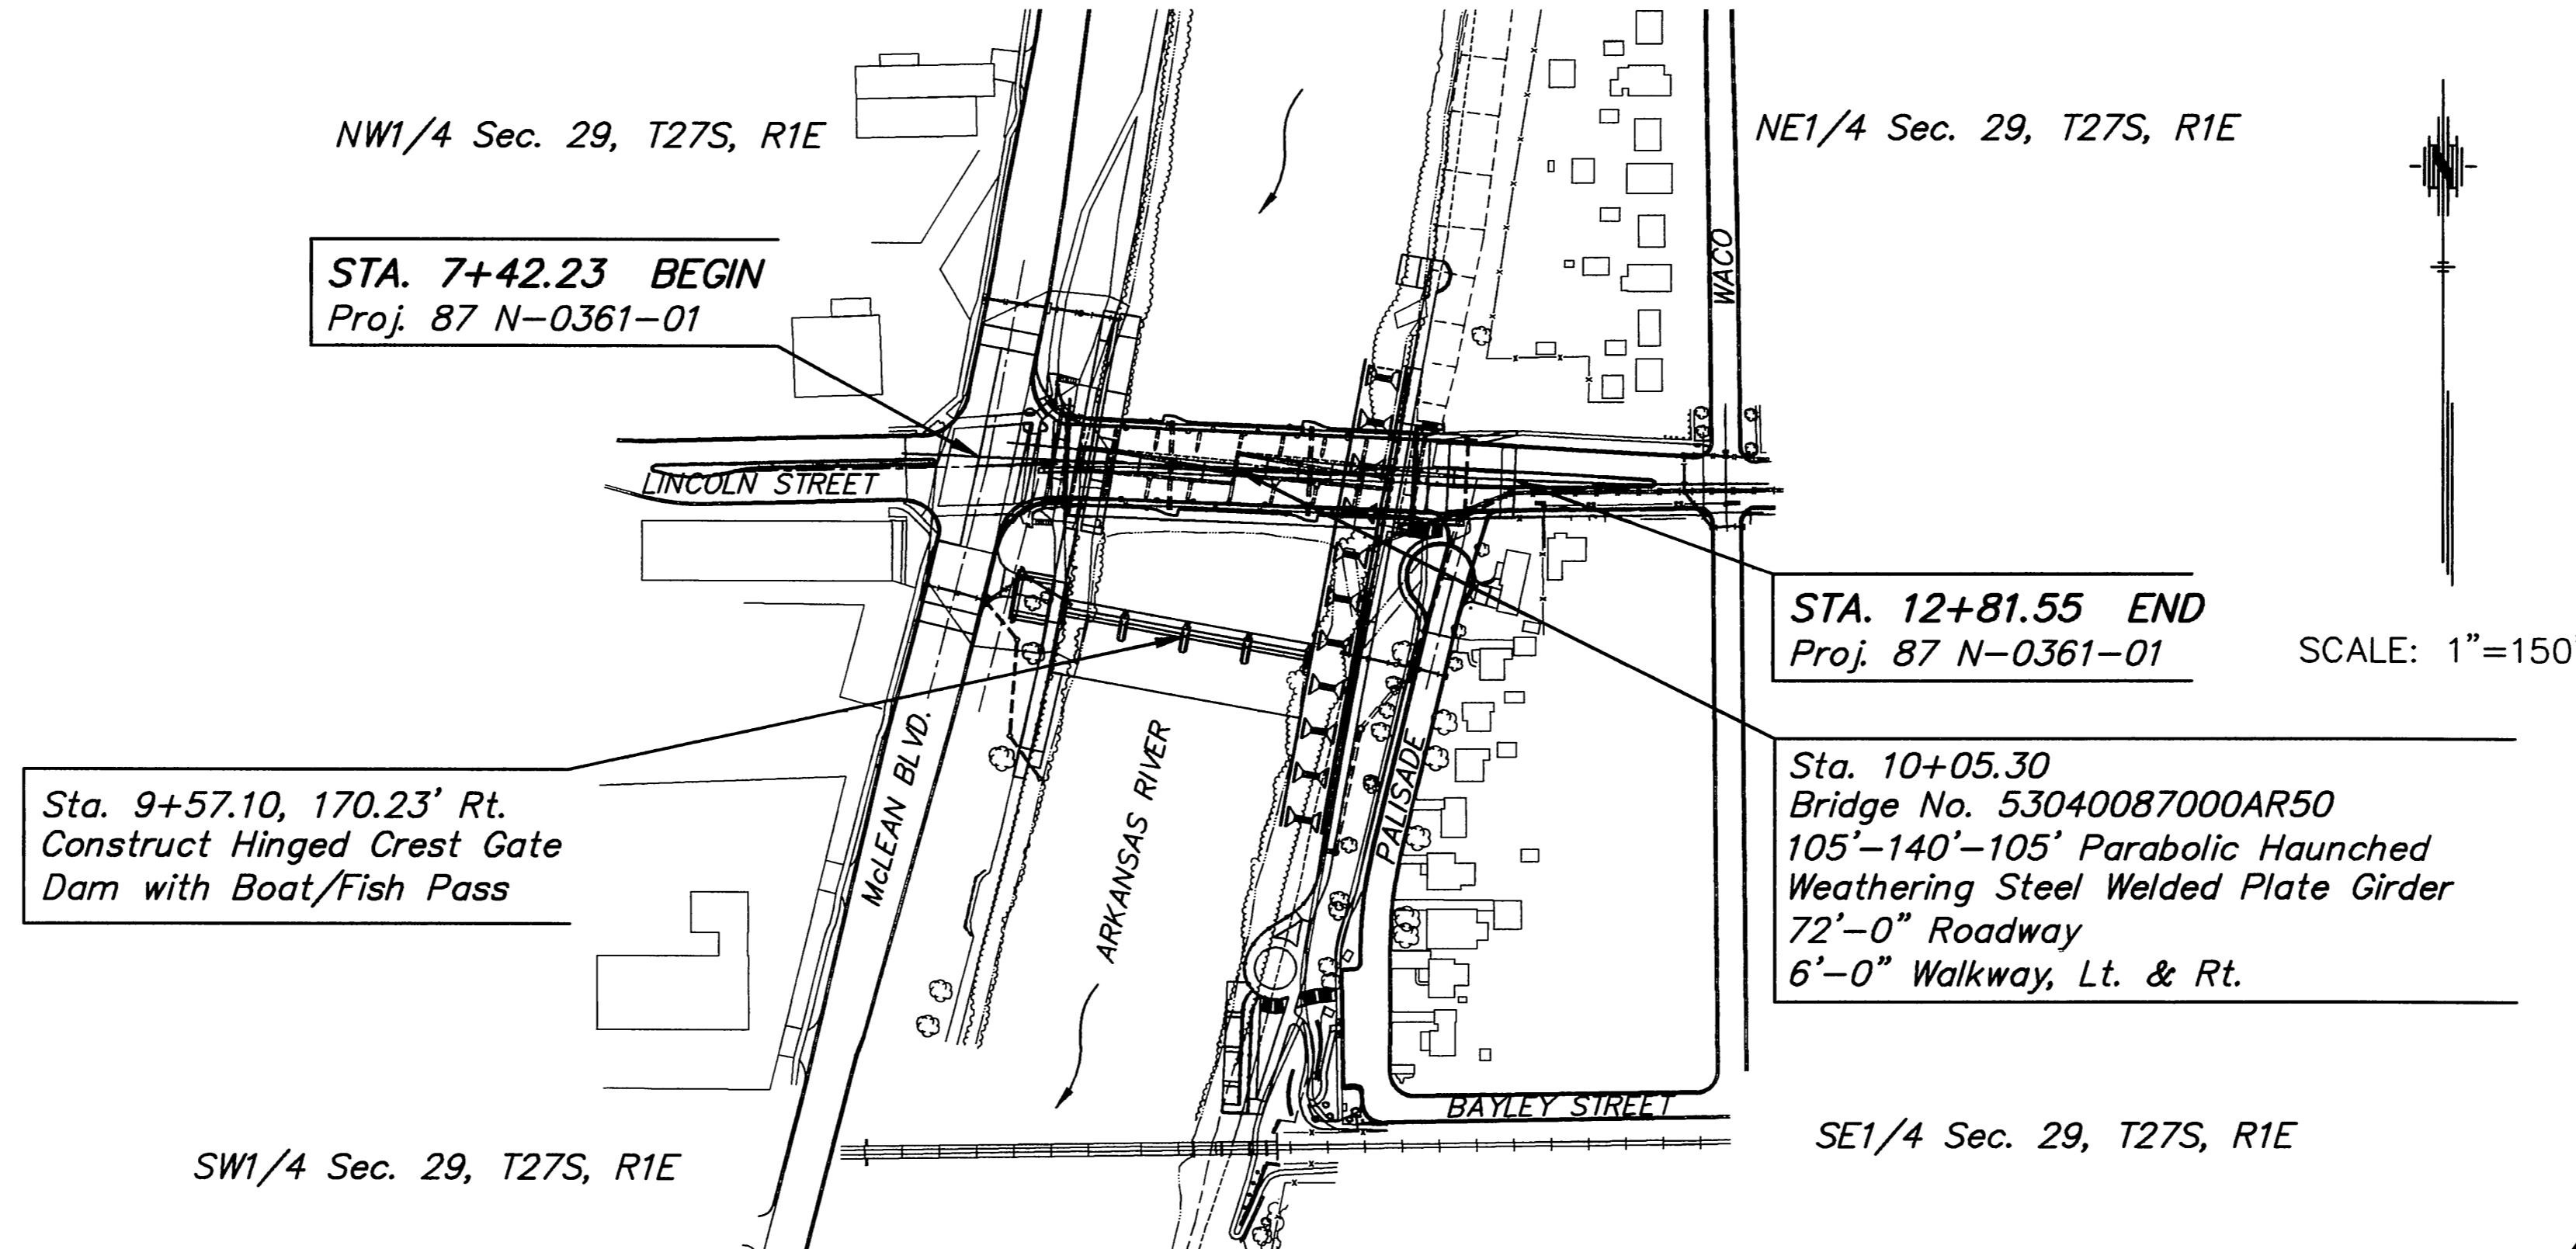 NW1/4 Sec. 29, T27S, R1E
NE1/4 Sec. 29, T27S, R1E
N
STA. 7+42.23 BEGIN
Proj. 87 N-0361-01
WACO
LINCOLN STREET
STA. 12+81.55 END
Proj. 87 N-0361-01
SCALE: 1"=150'
Sta. 9+57.10, 170.23' Rt.
Construct Hinged Crest Gate
Dam with Boat/Fish Pass
McLEAN BLVD.
ARKANSAS RIVER
PALISADE
Sta. 10+05.30
Bridge No. 53040087000AR50
105'-140'-105' Parabolic Haunched
Weathering Steel Welded Plate Girder
72'-0" Roadway
6'-0" Walkway, Lt. & Rt.
BAYLEY STREET
SW1/4 Sec. 29, T27S, R1E
SE1/4 Sec. 29, T27S, R1E